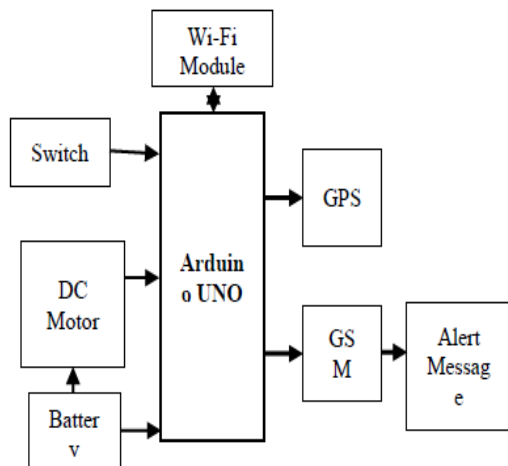 Wi-Fi
Module
Switch
GPS
Arduin
o UNO
DC
Motor
GS
M
Alert
Messag
e
Batter
y